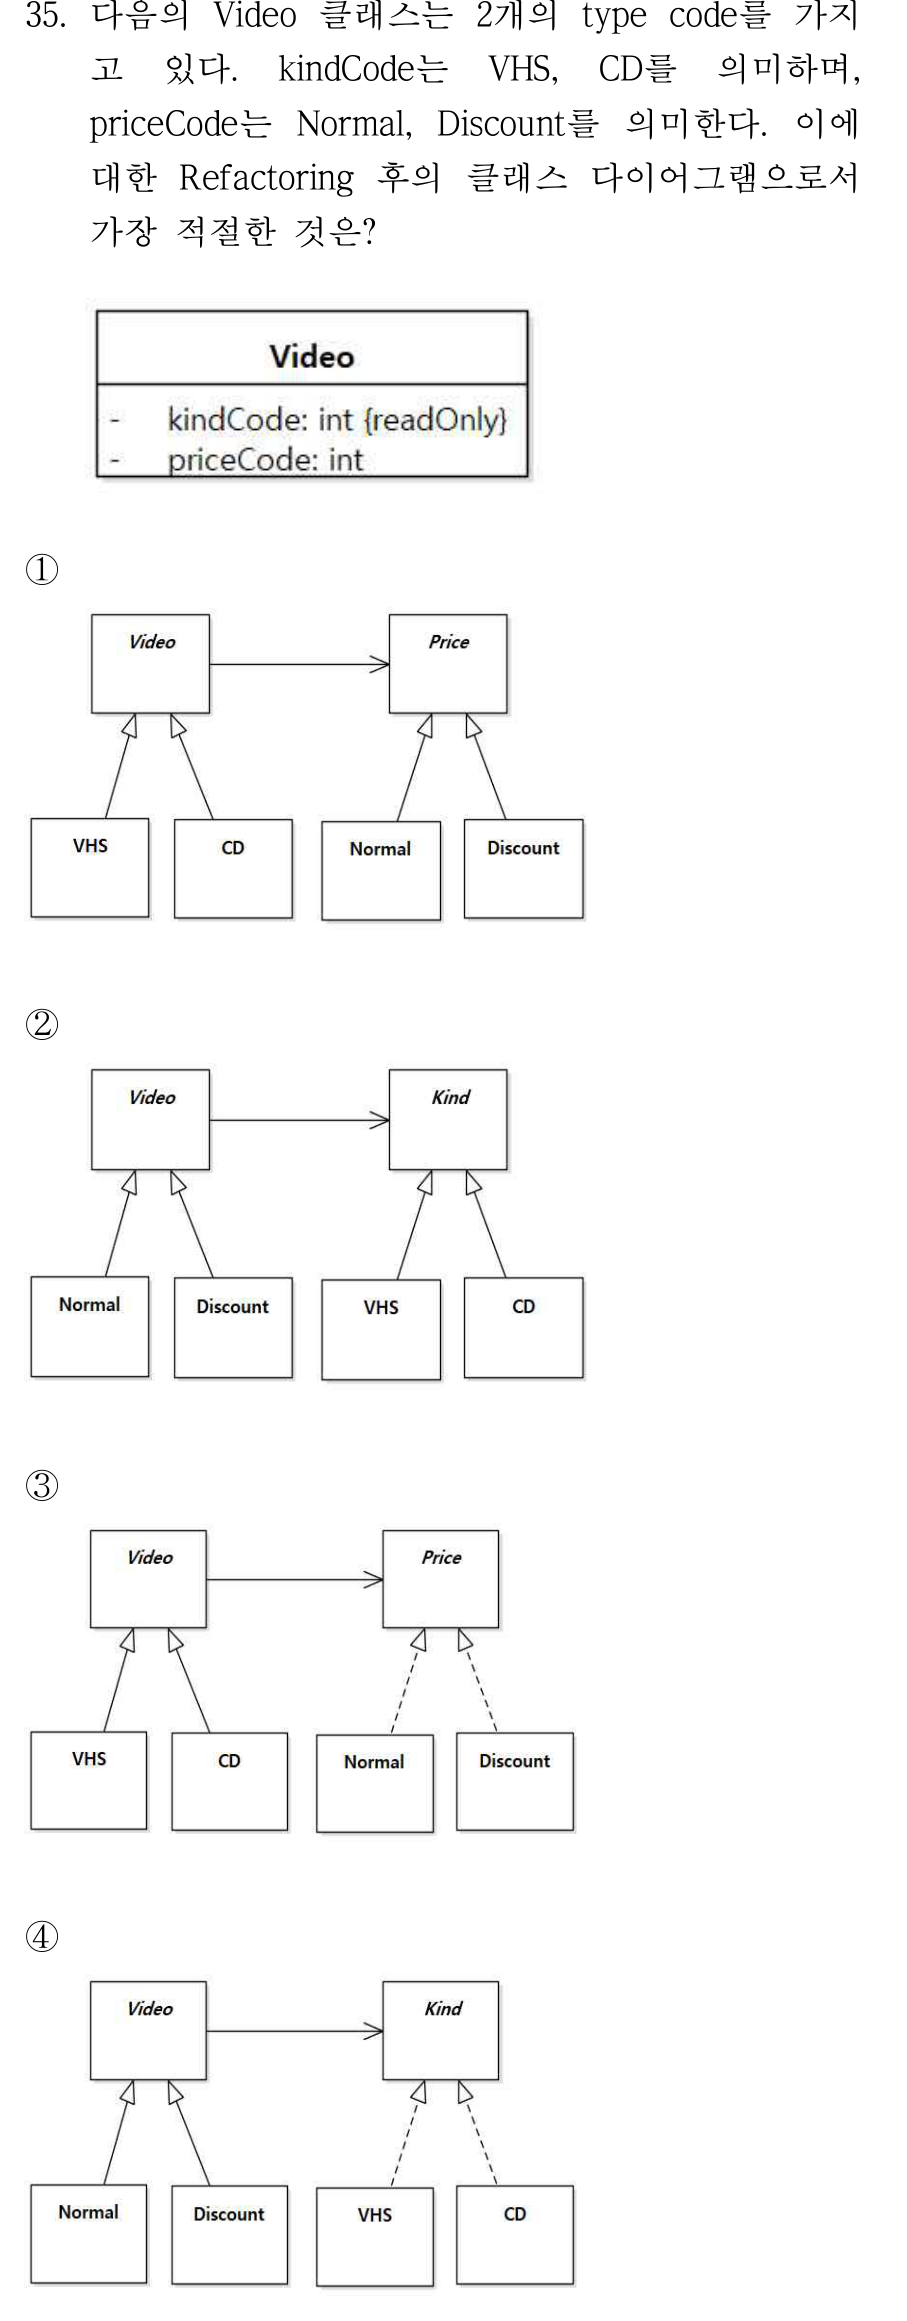 35. 다음의 Video 클래스는 2개의 type code를 가지
고 있다. kindCode는 VHS, CD를 의미하며,
priceCode는 Normal, Discount를 의미한다. 이에
대한 Refactoring 후의 클래스 다이어그램으로서
가장 적절한 것은?
Video
- kindCode: int {readOnly}
- priceCode: int
①
Video Price
VHS CD Normal Discount
②
Video Kind
Normal Discount VHS CD
③
Video Price
VHS CD Normal Discount
④
Video Kind
Normal Discount VHS CD